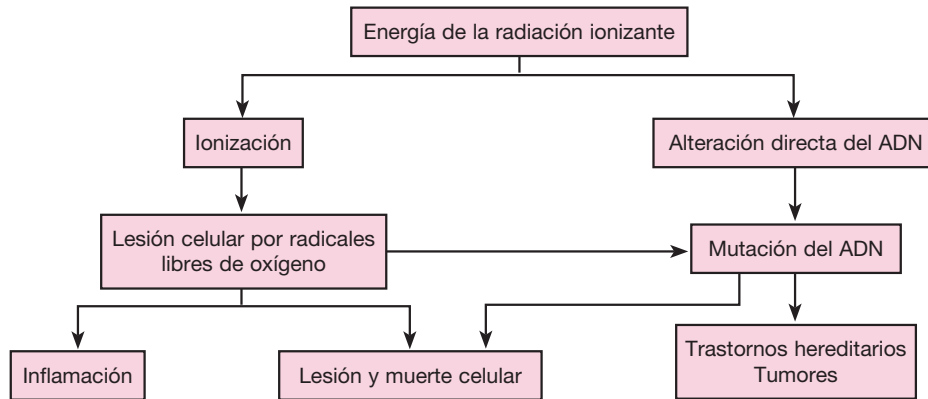 Energía de la radiación ionizante
Ionización
Alteración directa del ADN
Lesión celular por radicales
libres de oxígeno
Mutación del ADN
Inflamación
Lesión y muerte celular
Trastornos hereditarios
Tumores